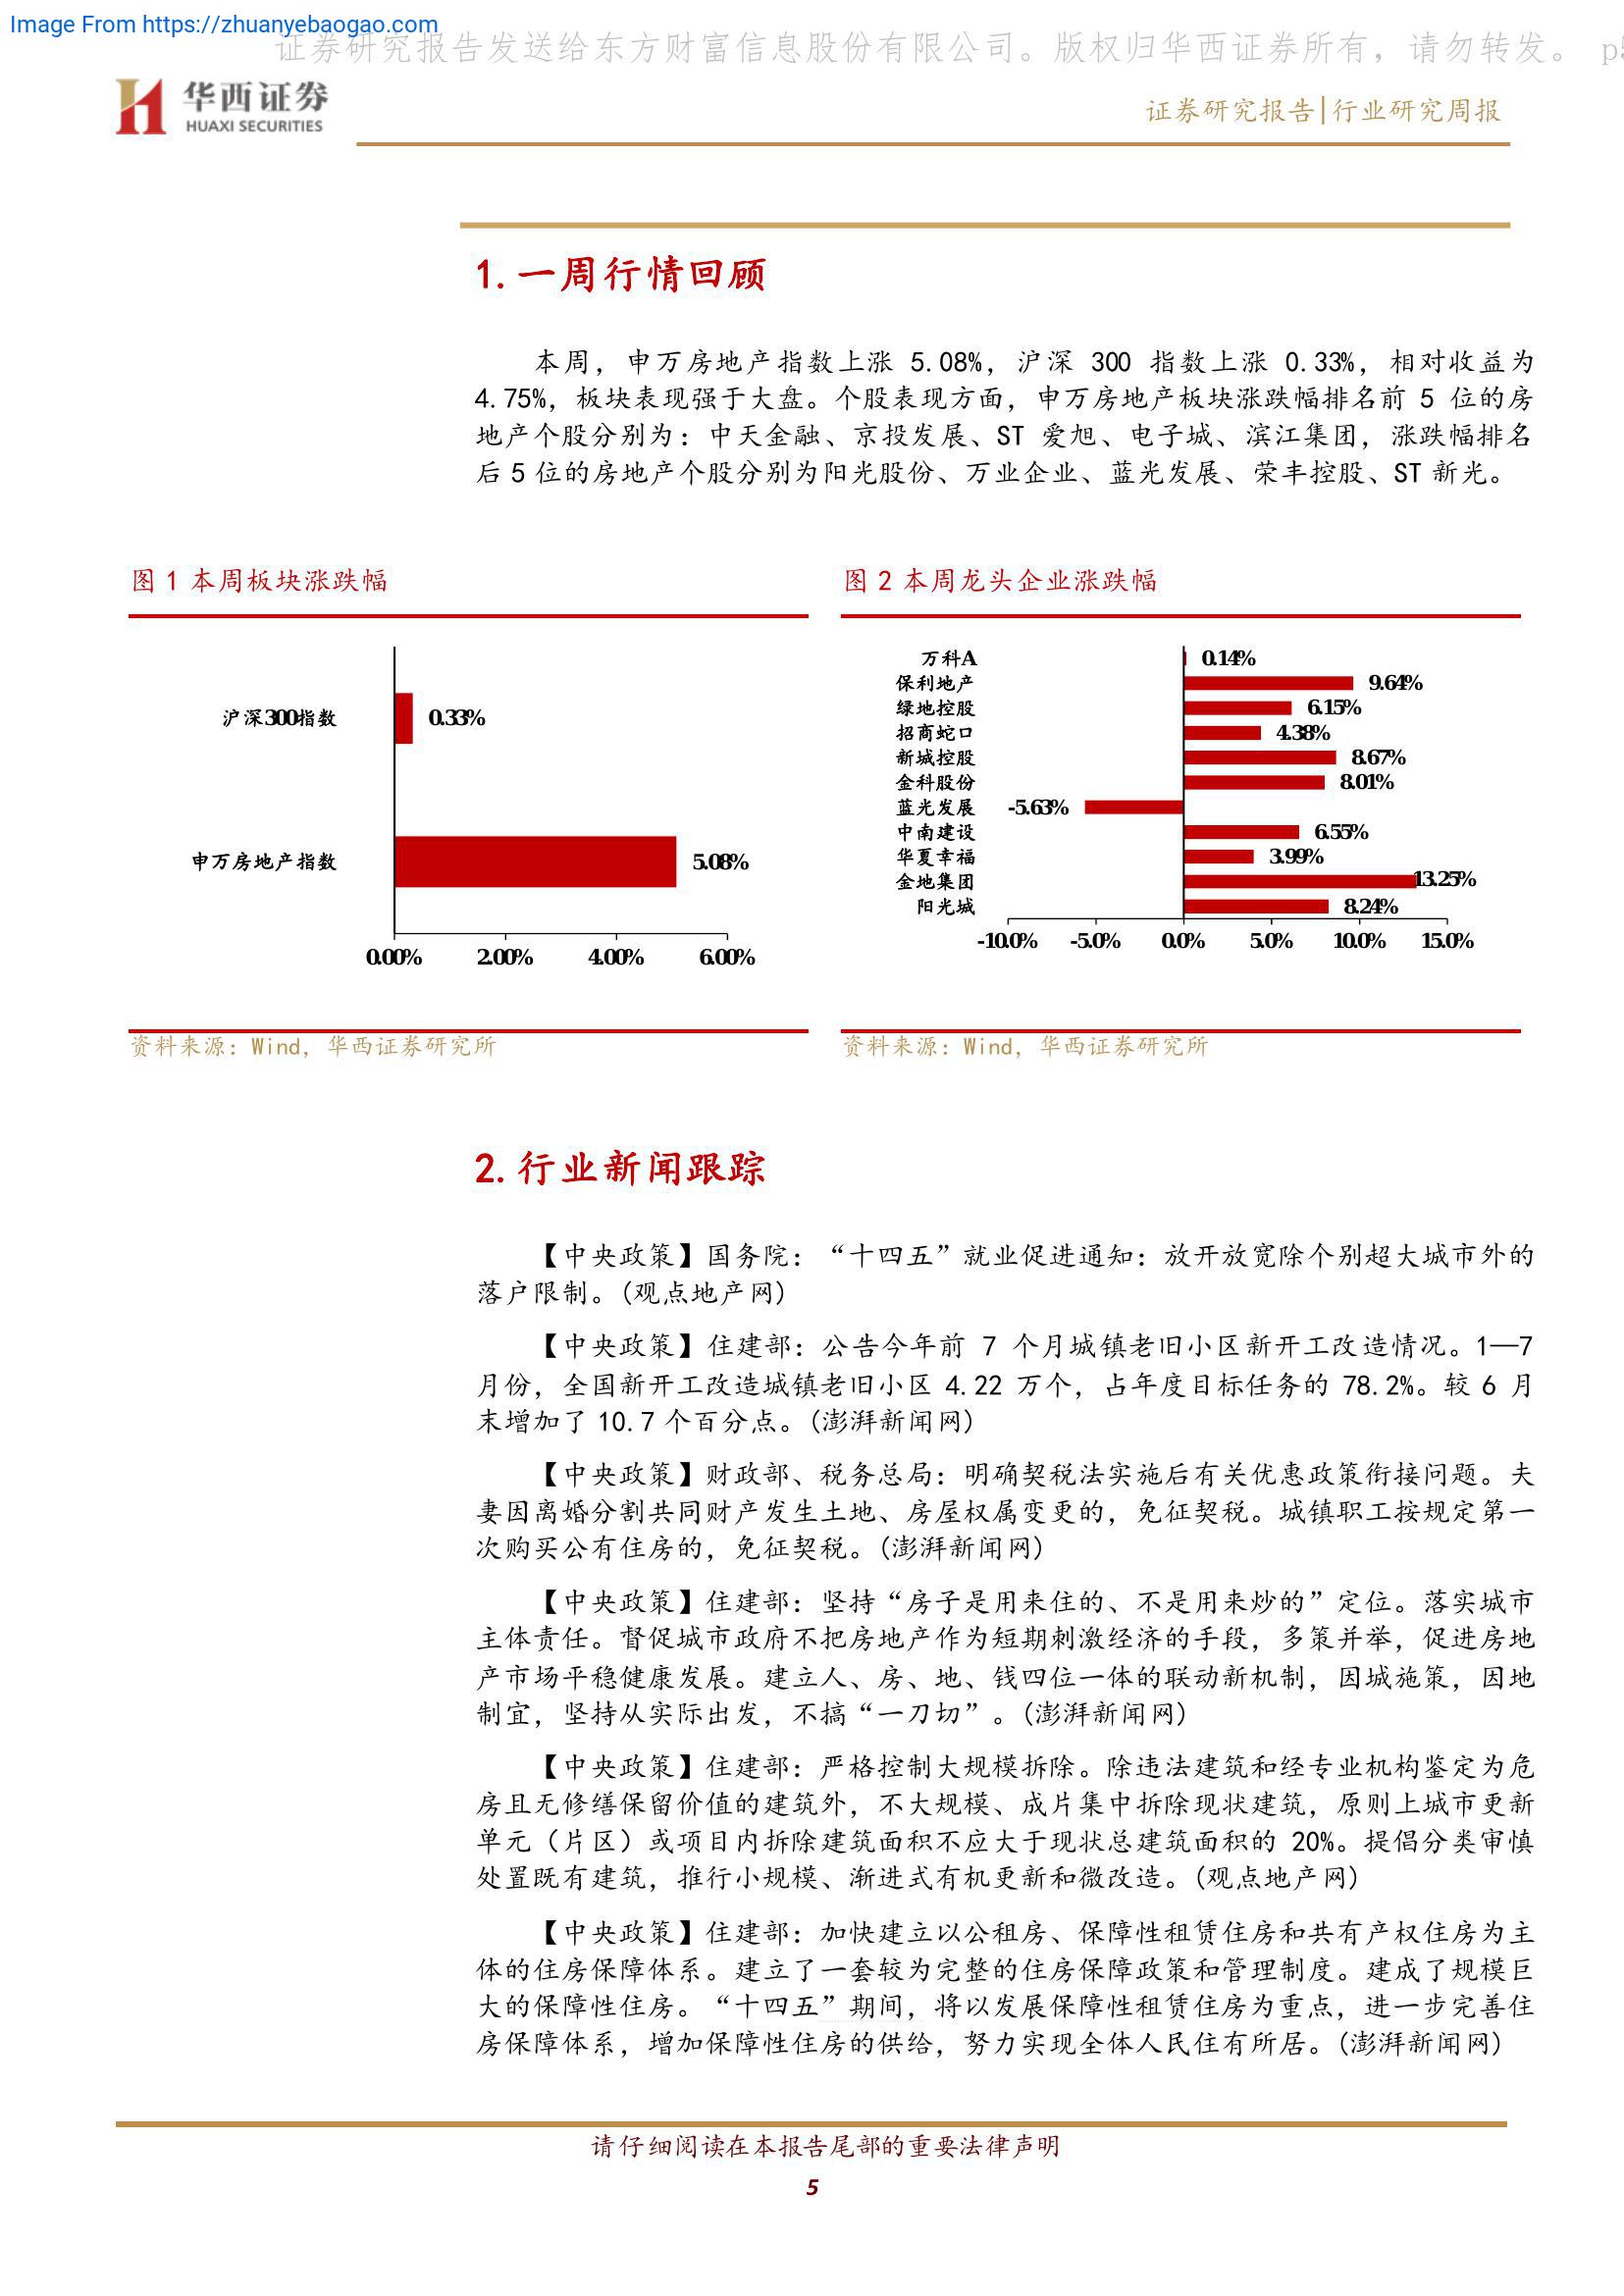 Image From https://zhuanyebaogao.com
证券研究报告发送给东方财富信息股份有限公司。版权归华西证券所有，请勿转发。 p5
华西证券
HUAXI SECURITIES
证券研究报告|行业研究周报
1. 一周行情回顾
本周，申万房地产指数上涨 5.08%，沪深 300 指数上涨 0.33%，相对收益为
4.75%，板块表现强于大盘。个股表现方面，申万房地产板块涨跌幅排名前 5 位的房
地产个股分别为：中天金融、京投发展、ST 爱旭、电子城、滨江集团，涨跌幅排名
后 5 位的房地产个股分别为阳光股份、万业企业、蓝光发展、荣丰控股、ST 新光。
图 1 本周板块涨跌幅
沪深300指数 0.33%
申万房地产指数 5.08%
0.00% 2.00% 4.00% 6.00%
资料来源：Wind，华西证券研究所
图 2 本周龙头企业涨跌幅
万科A 0.14%
保利地产 9.64%
绿地控股 6.15%
招商蛇口 4.38%
新城控股 8.67%
金科股份 8.01%
蓝光发展 -5.63%
中南建设 6.55%
华夏幸福 3.99%
金地集团 13.25%
阳光城 8.24%
-10.0% -5.0% 0.0% 5.0% 10.0% 15.0%
资料来源：Wind，华西证券研究所
2. 行业新闻跟踪
【中央政策】国务院：“十四五”就业促进通知：放开放宽除个别超大城市外的
落户限制。(观点地产网)
【中央政策】住建部：公告今年前 7 个月城镇老旧小区新开工改造情况。1—7
月份，全国新开工改造城镇老旧小区 4.22 万个，占年度目标任务的 78.2%。较 6 月
末增加了 10.7 个百分点。(澎湃新闻网)
【中央政策】财政部、税务总局：明确契税法实施后有关优惠政策衔接问题。夫
妻因离婚分割共同财产发生土地、房屋权属变更的，免征契税。城镇职工按规定第一
次购买公有住房的，免征契税。(澎湃新闻网)
【中央政策】住建部：坚持“房子是用来住的、不是用来炒的”定位。落实城市
主体责任。督促城市政府不把房地产作为短期刺激经济的手段，多策并举，促进房地
产市场平稳健康发展。建立人、房、地、钱四位一体的联动新机制，因城施策，因地
制宜，坚持从实际出发，不搞“一刀切”。(澎湃新闻网)
【中央政策】住建部：严格控制大规模拆除。除违法建筑和经专业机构鉴定为危
房且无修缮保留价值的建筑外，不大规模、成片集中拆除现状建筑，原则上城市更新
单元（片区）或项目内拆除建筑面积不应大于现状总建筑面积的 20%。提倡分类审慎
处置既有建筑，推行小规模、渐进式有机更新和微改造。(观点地产网)
【中央政策】住建部：加快建立以公租房、保障性租赁住房和共有产权住房为主
体的住房保障体系。建立了一套较为完整的住房保障政策和管理制度。建成了规模巨
大的保障性住房。“十四五”期间，将以发展保障性租赁住房为重点，进一步完善住
房保障体系，增加保障性住房的供给，努力实现全体人民住有所居。(澎湃新闻网)
请仔细阅读在本报告尾部的重要法律声明
5